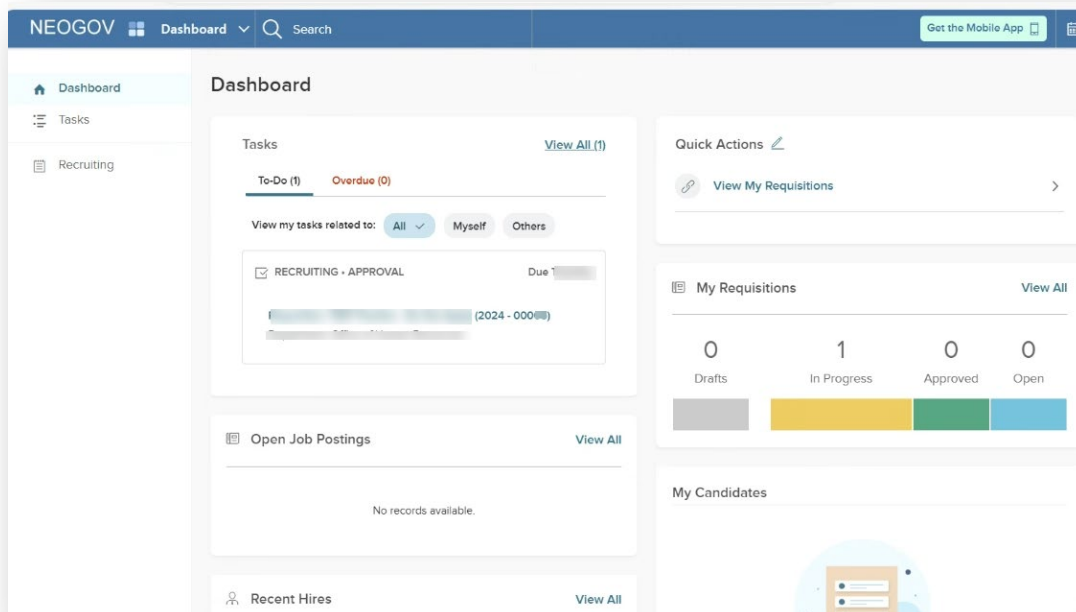 NEOGOV Dashboard Search Get the Mobile App
Dashboard
Tasks
Recruiting
Dashboard
Tasks View All (1)
To-Do (1) Overdue (0)
View my tasks related to: All Myself Others
RECRUITING • APPROVAL Due
(2024 - 000
Open Job Postings View All
No records available.
Recent Hires View All
Quick Actions
View My Requisitions
My Requisitions View All
0 1 0 0
Drafts In Progress Approved Open
My Candidates